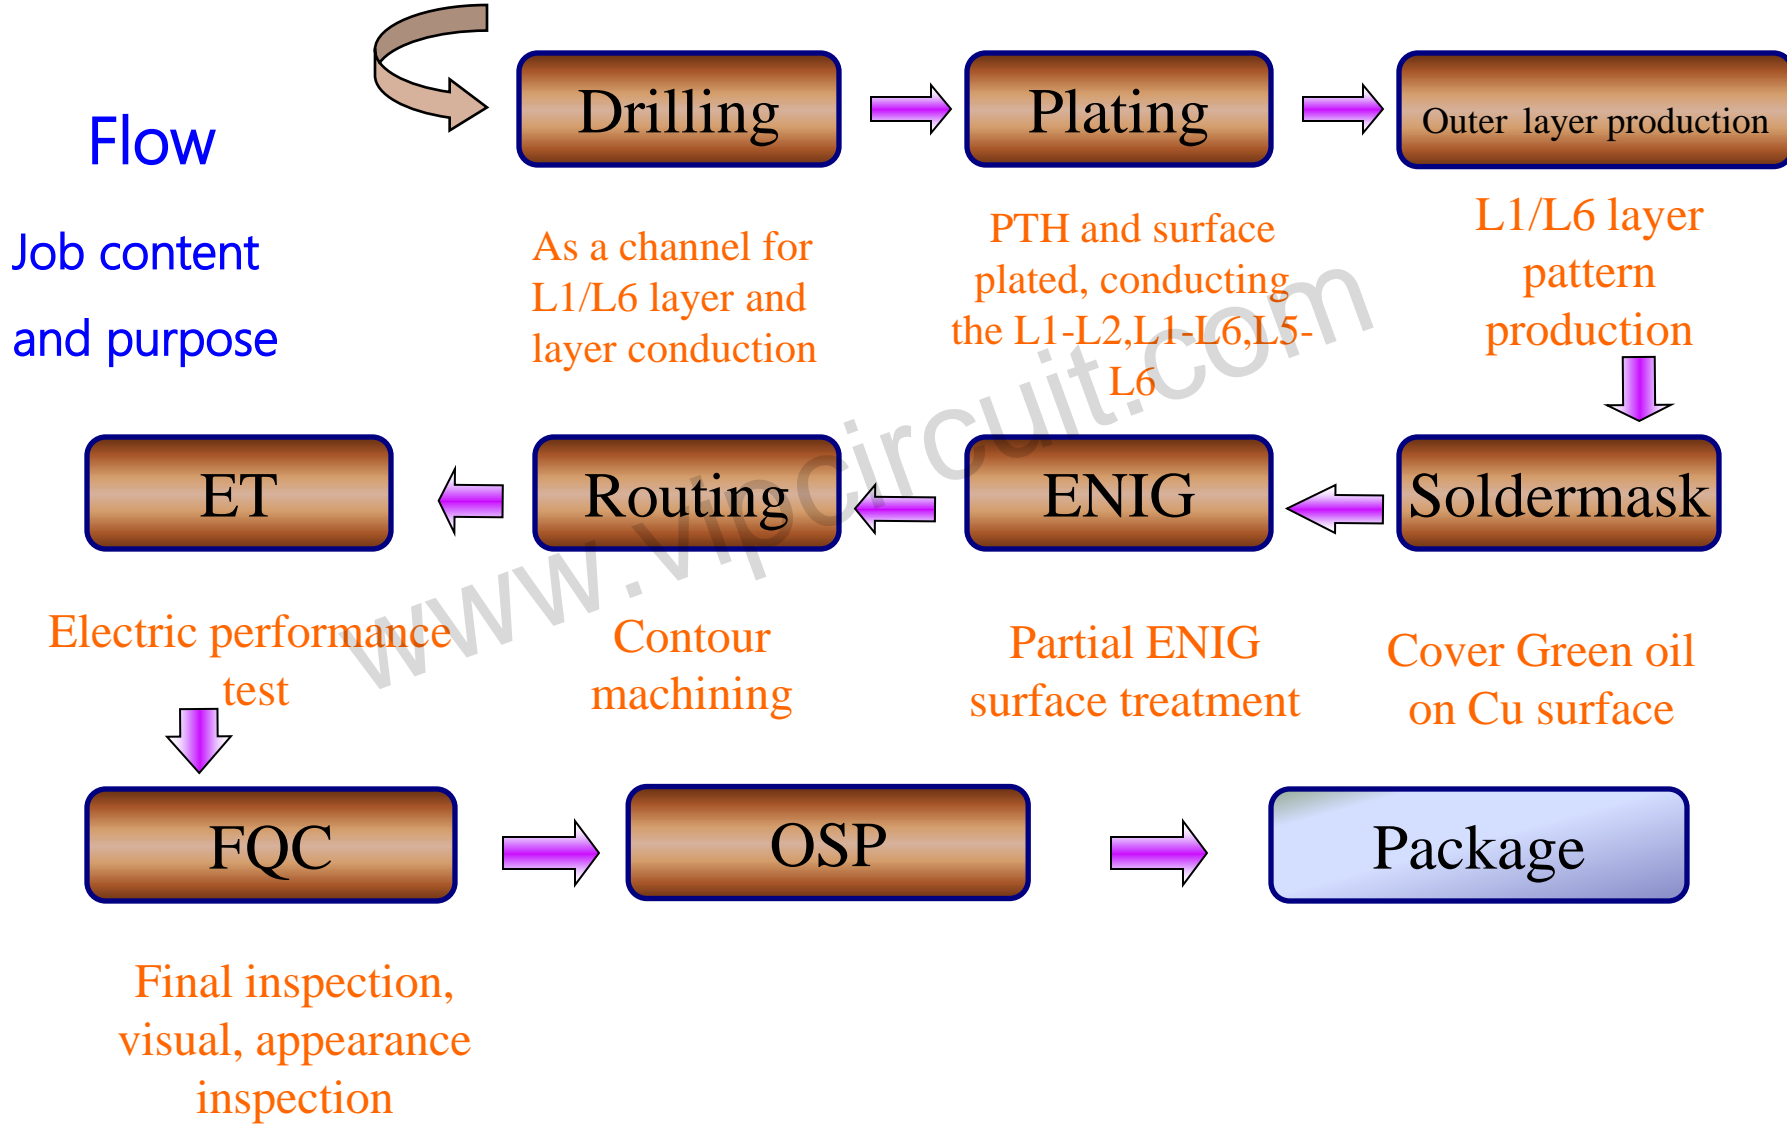 Flow
Job content
and purpose
Drilling
Plating
Outer layer production
As a channel for
L1/L6 layer and
layer conduction
PTH and surface
plated, conducting
the L1-L2,L1-L6,L5-
L6
L1/L6 layer
pattern
production
ET
Routing
ENIG
Soldermask
Electric performance
test
Contour
machining
Partial ENIG
surface treatment
Cover Green oil
on Cu surface
FQC
OSP
Package
Final inspection,
visual, appearance
inspection
www.vipcircuit.com